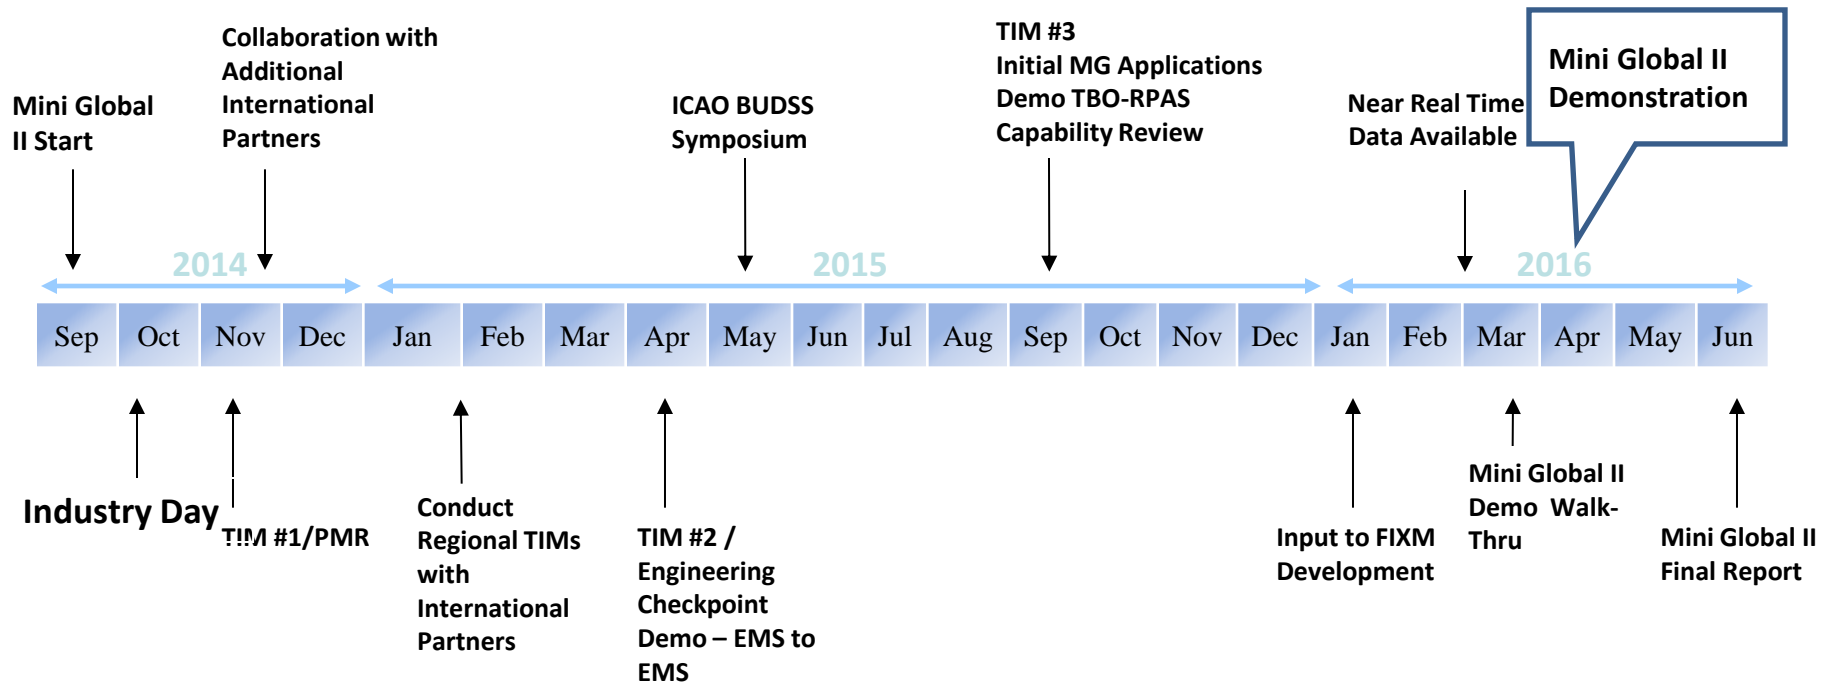 Mini Global
II Start
Collaboration with
Additional
International
Partners
ICAO BUDSS
Symposium
TIM #3
Initial MG Applications
Demo TBO-RPAS
Capability Review
Near Real Time
Data Available
Mini Global II
Demonstration
2014
2015
2016
Sep Oct Nov Dec Jan Feb Mar Apr May Jun Jul Aug Sep Oct Nov Dec Jan Feb Mar Apr May Jun
Industry Day
TIM #1/PMR
Conduct
Regional TIMs
with
International
Partners
TIM #2 /
Engineering
Checkpoint
Demo – EMS to
EMS
Input to FIXM
Development
Mini Global II
Demo Walk-
Thru
Mini Global II
Final Report